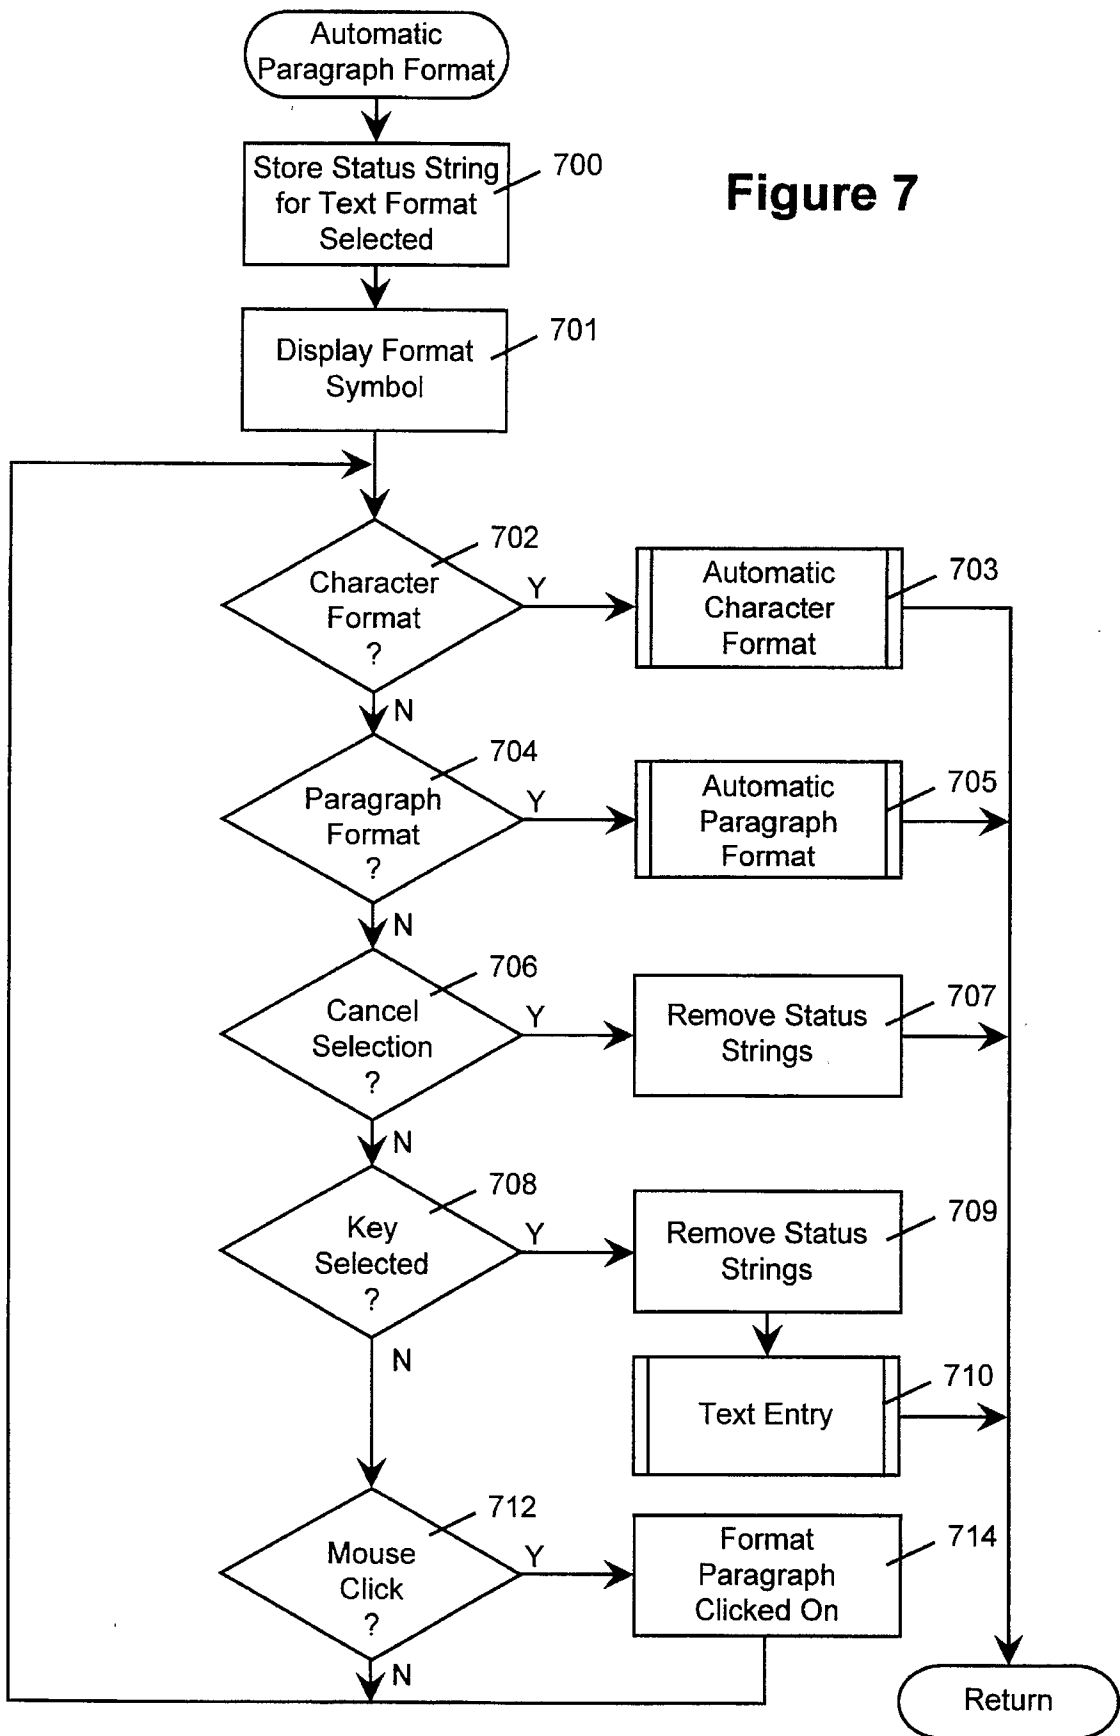 Automatic
Paragraph Format
Store Status String
for Text Format
Selected
700
Figure 7
Display Format
Symbol
701
Character
Format
?
702
Y
N
Automatic
Character
Format
703
Paragraph
Format
?
704
Y
N
Automatic
Paragraph
Format
705
Cancel
Selection
?
706
Y
N
Remove Status
Strings
707
Key
Selected
?
708
Y
N
Remove Status
Strings
709
Text Entry
710
Mouse
Click
?
712
Y
N
Format
Paragraph
Clicked On
714
Return